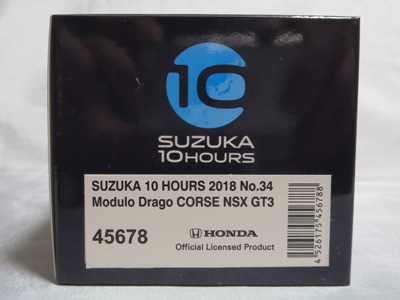 10
SUZUKA
10HOURS
SUZUKA 10 HOURS 2018 No.34
Modulo Drago CORSE NSX GT3
45678
HONDA
Official Licensed Product
4 526175 456788